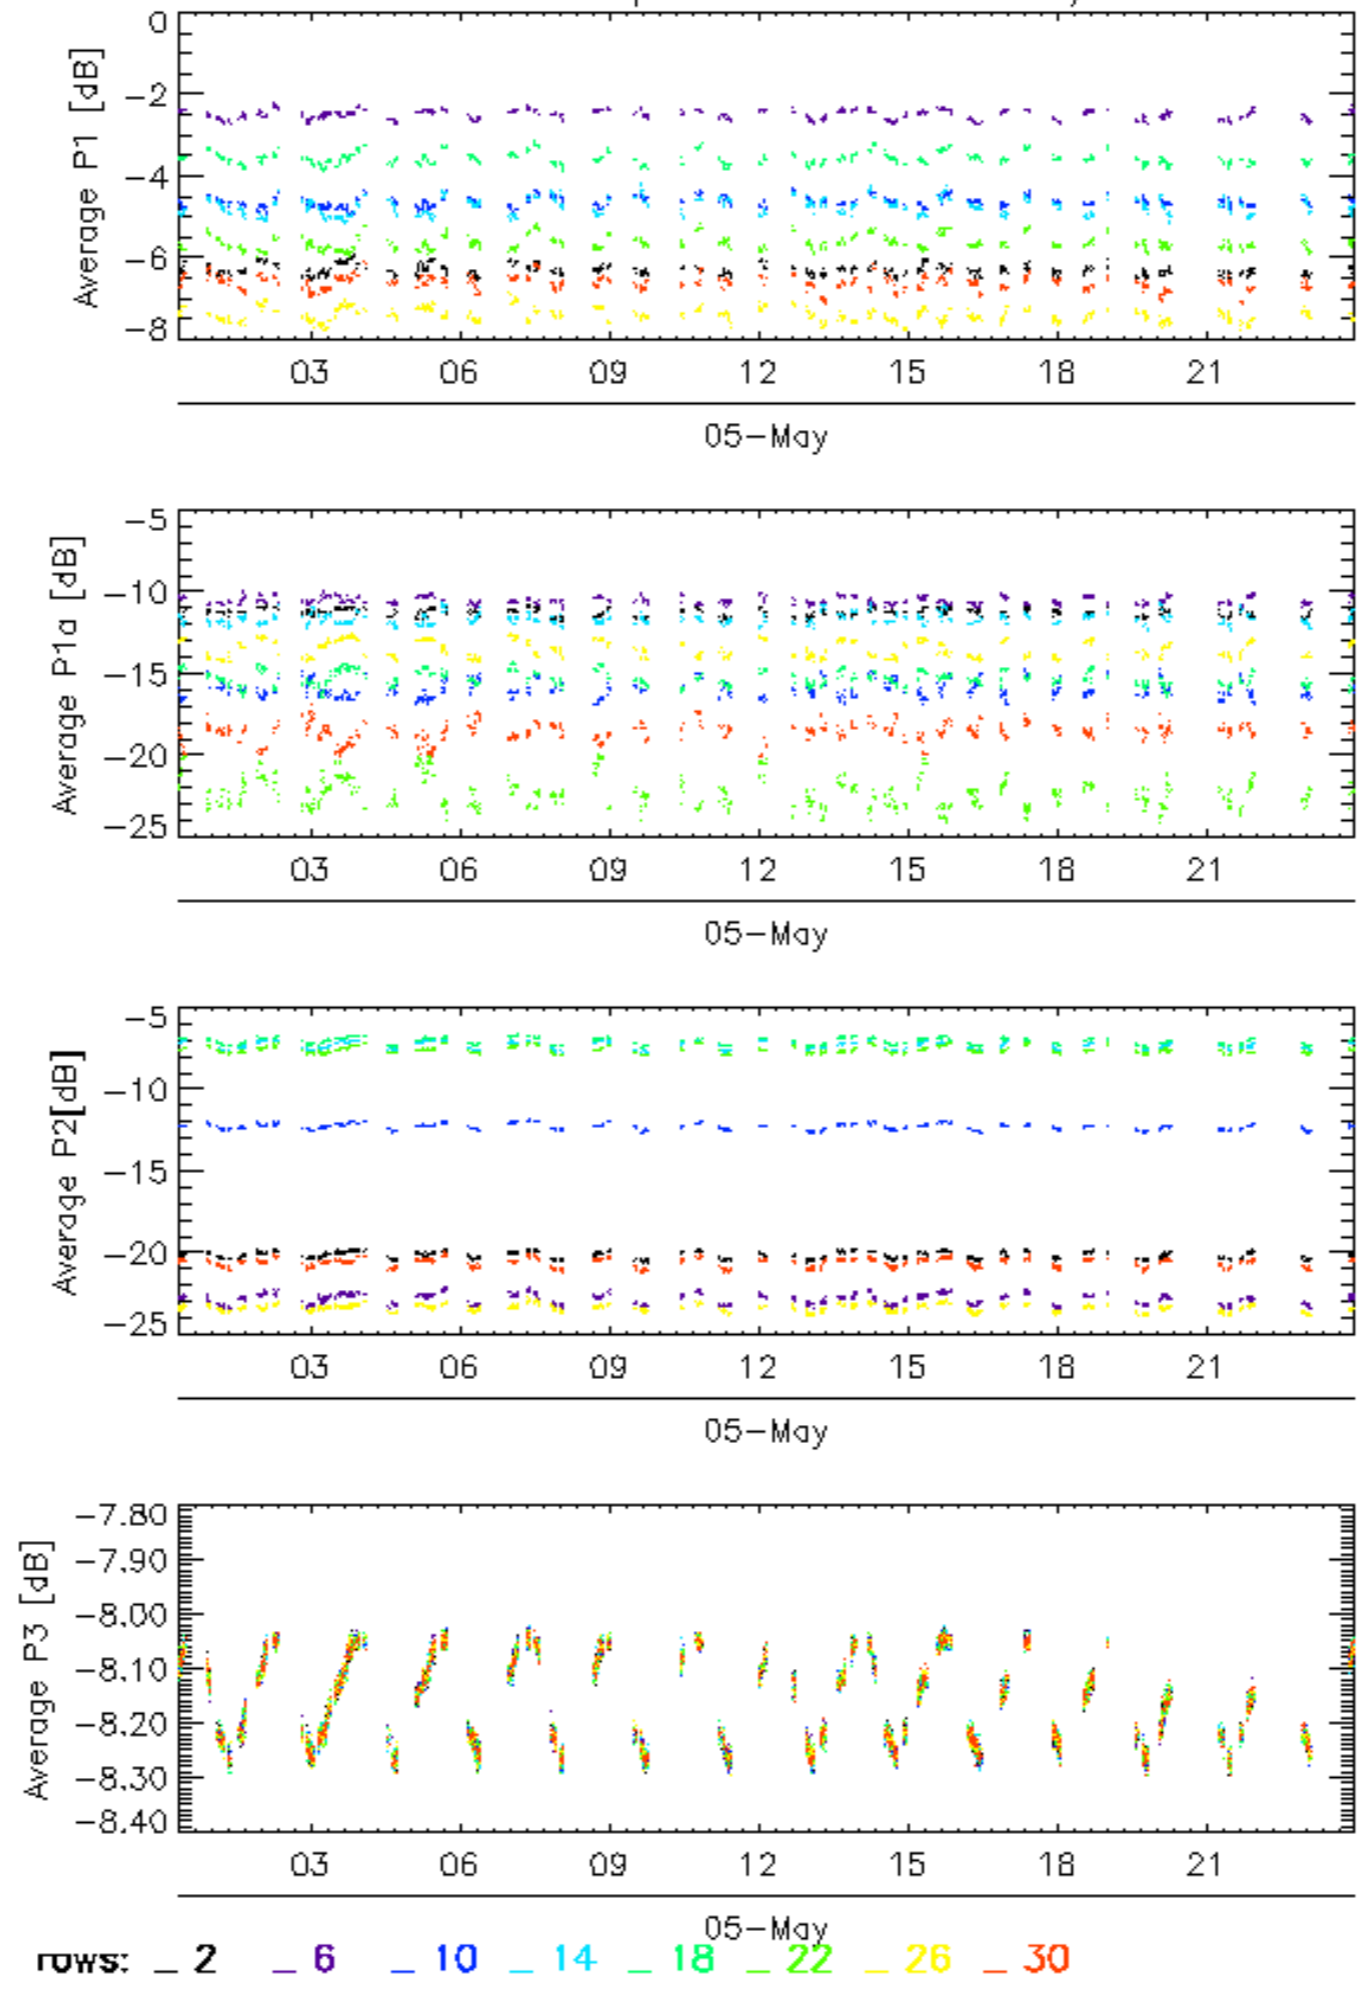 0
−2
−4
−6
−8
Average P1 [dB]
03 06 09 12 15 18 21
05−May
−5
−10
−15
−20
−25
Average P1a [dB]
03 06 09 12 15 18 21
05−May
−5
−10
−15
−20
−25
Average P2[dB]
03 06 09 12 15 18 21
05−May
−7.80
−7.90
−8.00
−8.10
−8.20
−8.30
−8.40
Average P3 [dB]
03 06 09 12 15 18 21
05−May
rows: _ 2 _ 6 _ 10 _ 14 _ 18 _ 22 _ 26 _ 30